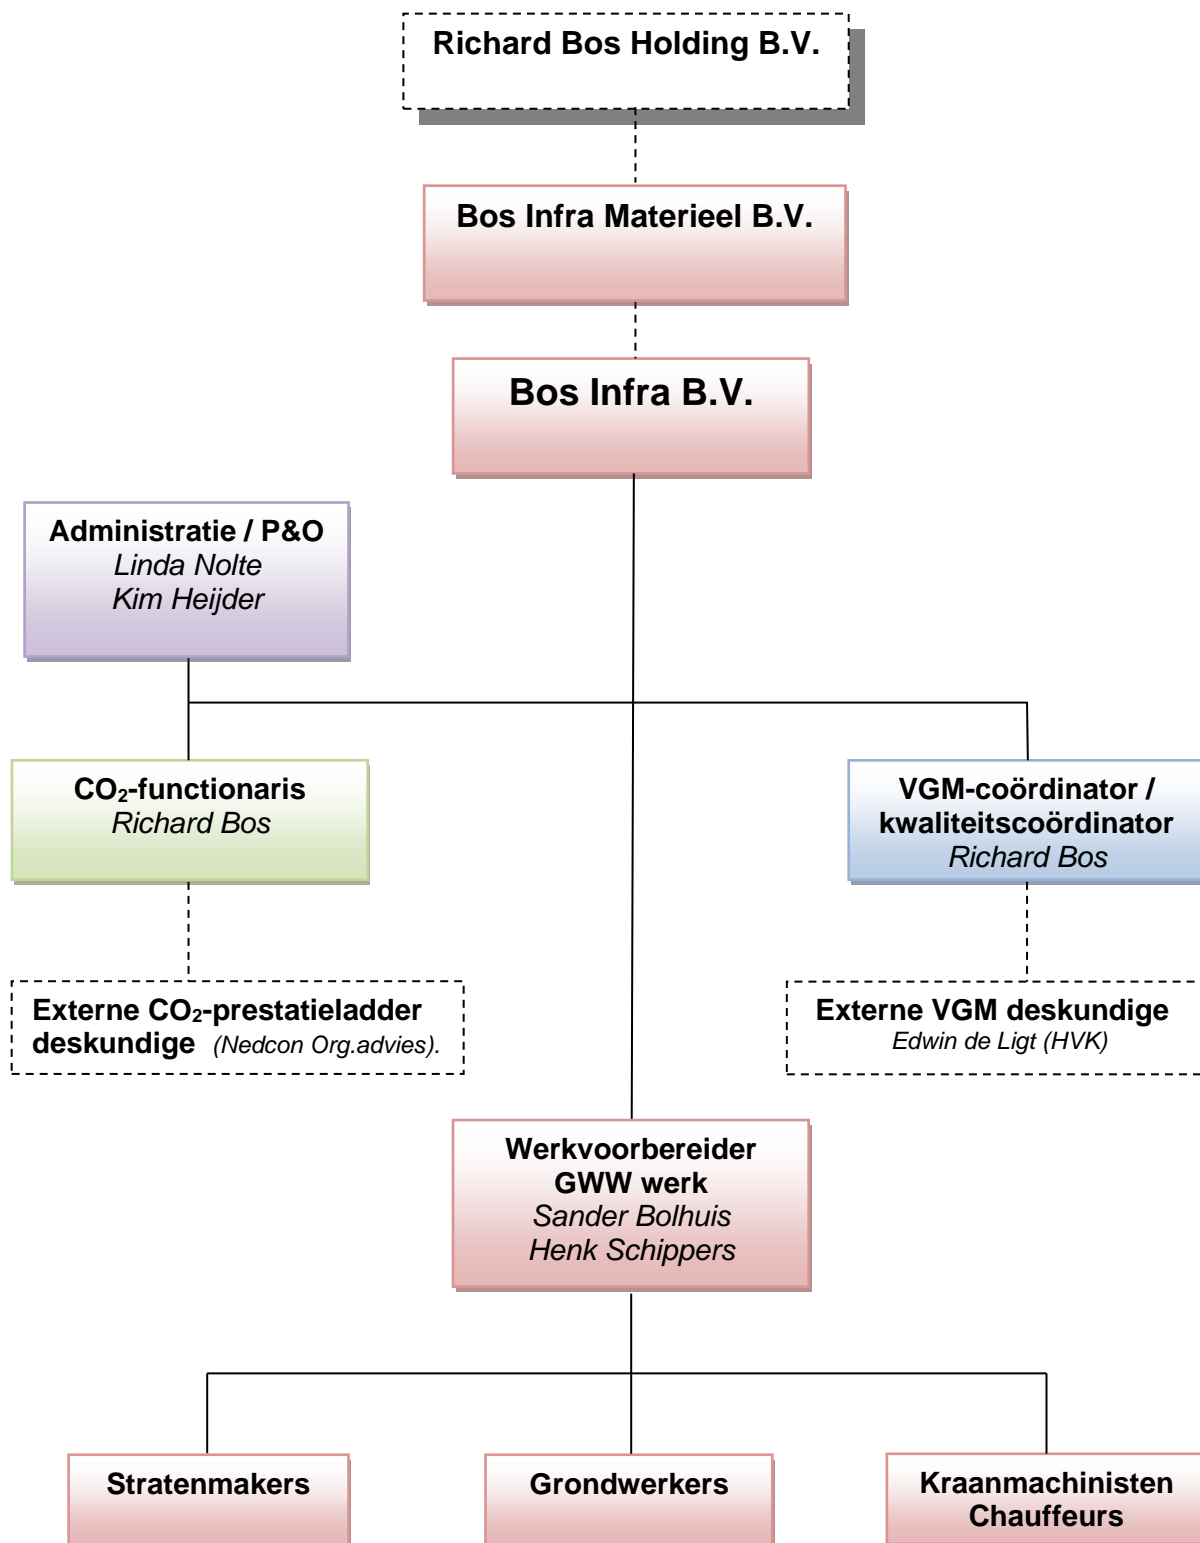 Richard Bos Holding B.V.
Bos Infra Materieel B.V.
Bos Infra B.V.
Administratie / P&O
Linda Nolte
Kim Heijder
CO₂-functionaris
Richard Bos
VGM-coördinator /
kwaliteitscoördinator
Richard Bos
Externe CO₂-prestatieladder
deskundige (Nedcon Org.advies).
Externe VGM deskundige
Edwin de Ligt (HVK)
Werkvoorbereider
GWW werk
Sander Bolhuis
Henk Schippers
Stratenmakers
Grondwerkers
Kraanmachinisten
Chauffeurs